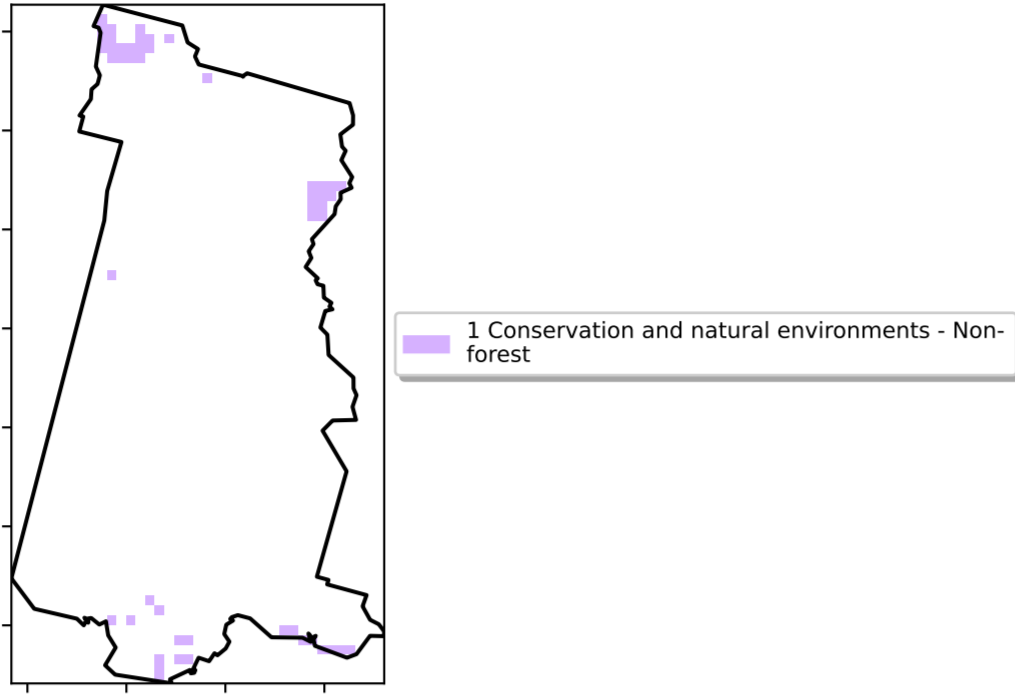 1 Conservation and natural environments - Non-
forest